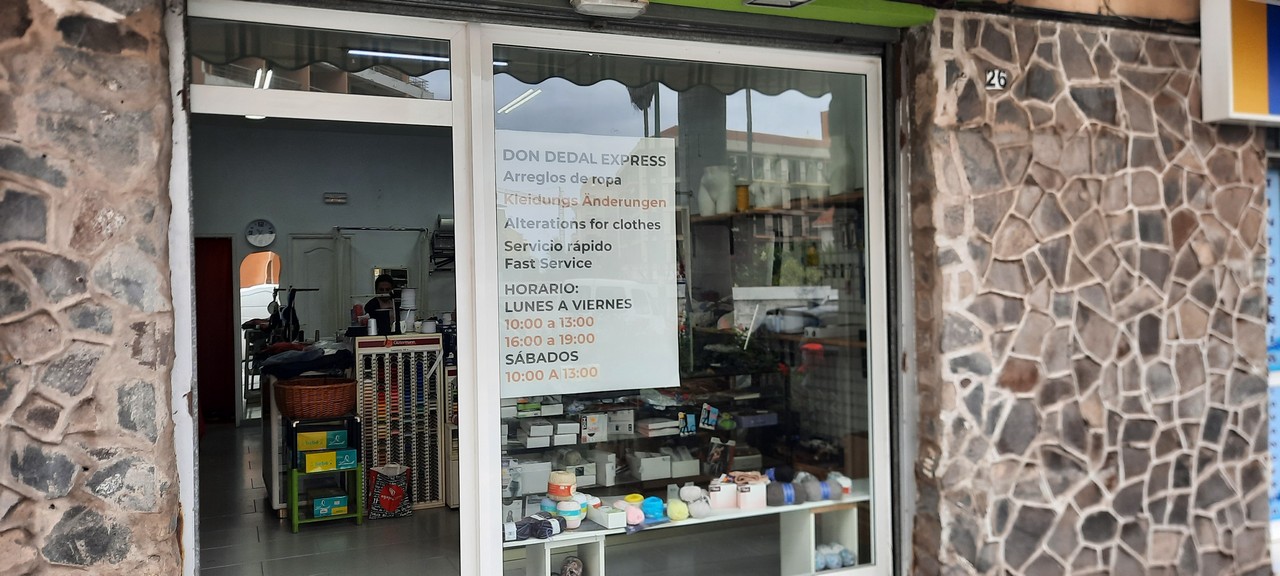 26
DON DEDAL EXPRESS
Arreglos de ropa
Kleidungs Änderungen
Alterations for clothes
Servicio rápido
Fast Service
HORARIO:
LUNES A VIERNES
10:00 a 13:00
16:00 a 19:00
SÁBADOS
10:00 A 13:00